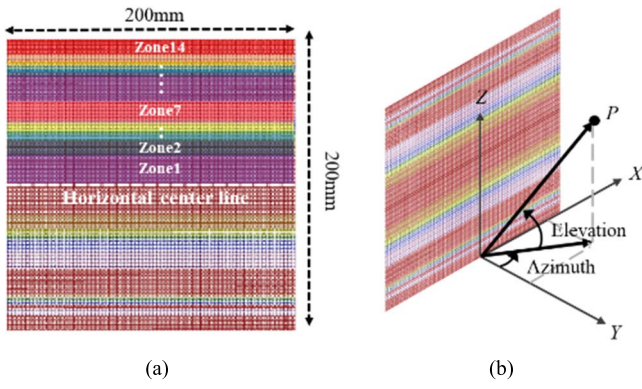 200mm
Zone14
Zone7
Zone2
Zone1
Horizontal center line
200mm
(a)
Z
P
X
Elevation
Azimuth
Y
(b)